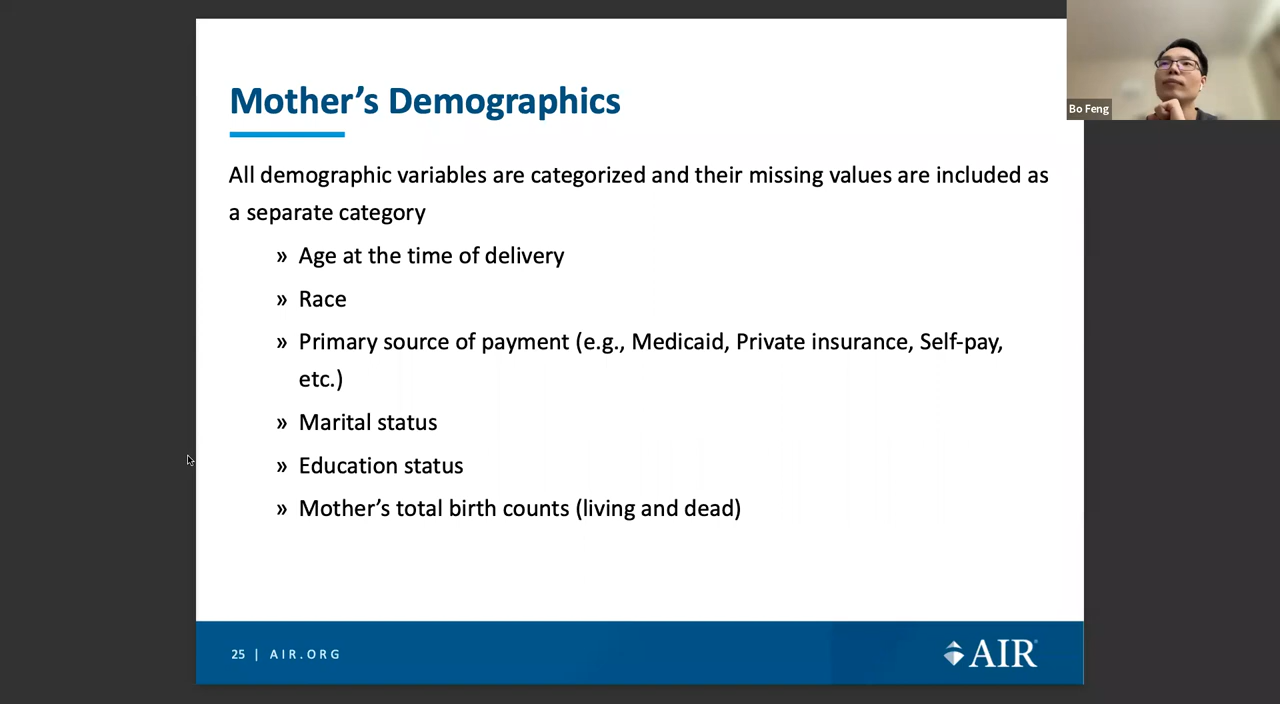 Mother’s Demographics
All demographic variables are categorized and their missing values are included as
a separate category
» Age at the time of delivery
» Race
» Primary source of payment (e.g., Medicaid, Private insurance, Self-pay,
etc.)
» Marital status
» Education status
» Mother’s total birth counts (living and dead)
25 | AIR.ORG
AIR
Bo Feng